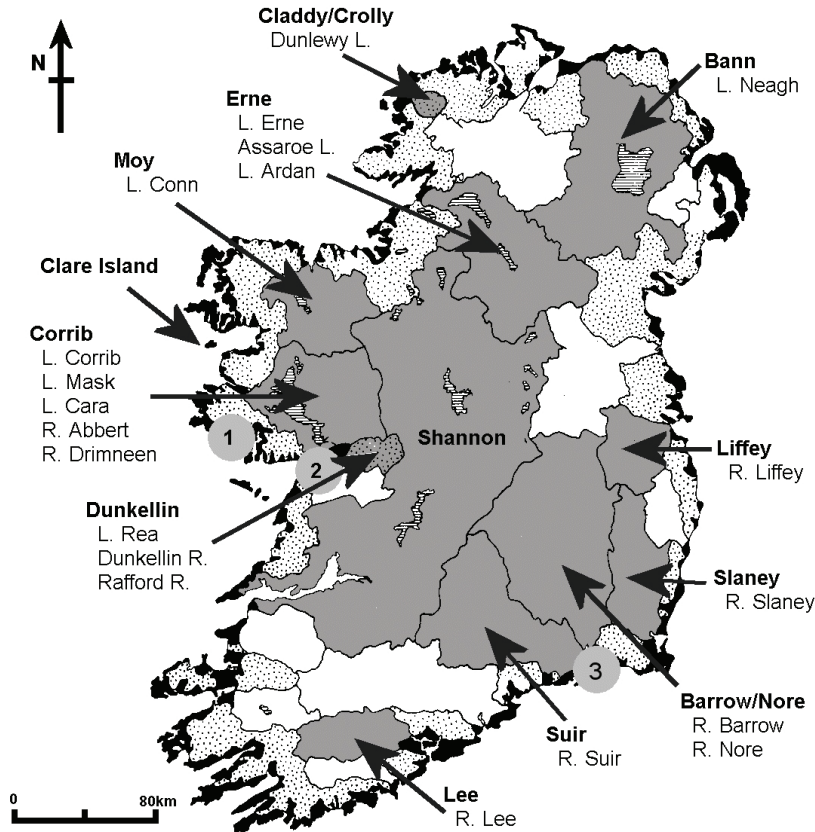 Claddy/Crolly
Dunlewy L.
N
Bann
L. Neagh
Erne
L. Erne
Assaroe L.
L. Ardan
Moy
L. Conn
Clare Island
Corrib
L. Corrib
L. Mask
L. Cara
R. Abbert
R. Drimneen
1
2
Shannon
Liffey
R. Liffey
Dunkellin
L. Rea
Dunkellin R.
Rafford R.
Slaney
R. Slaney
3
Barrow/Nore
R. Barrow
R. Nore
Suir
R. Suir
Lee
R. Lee
0 80km